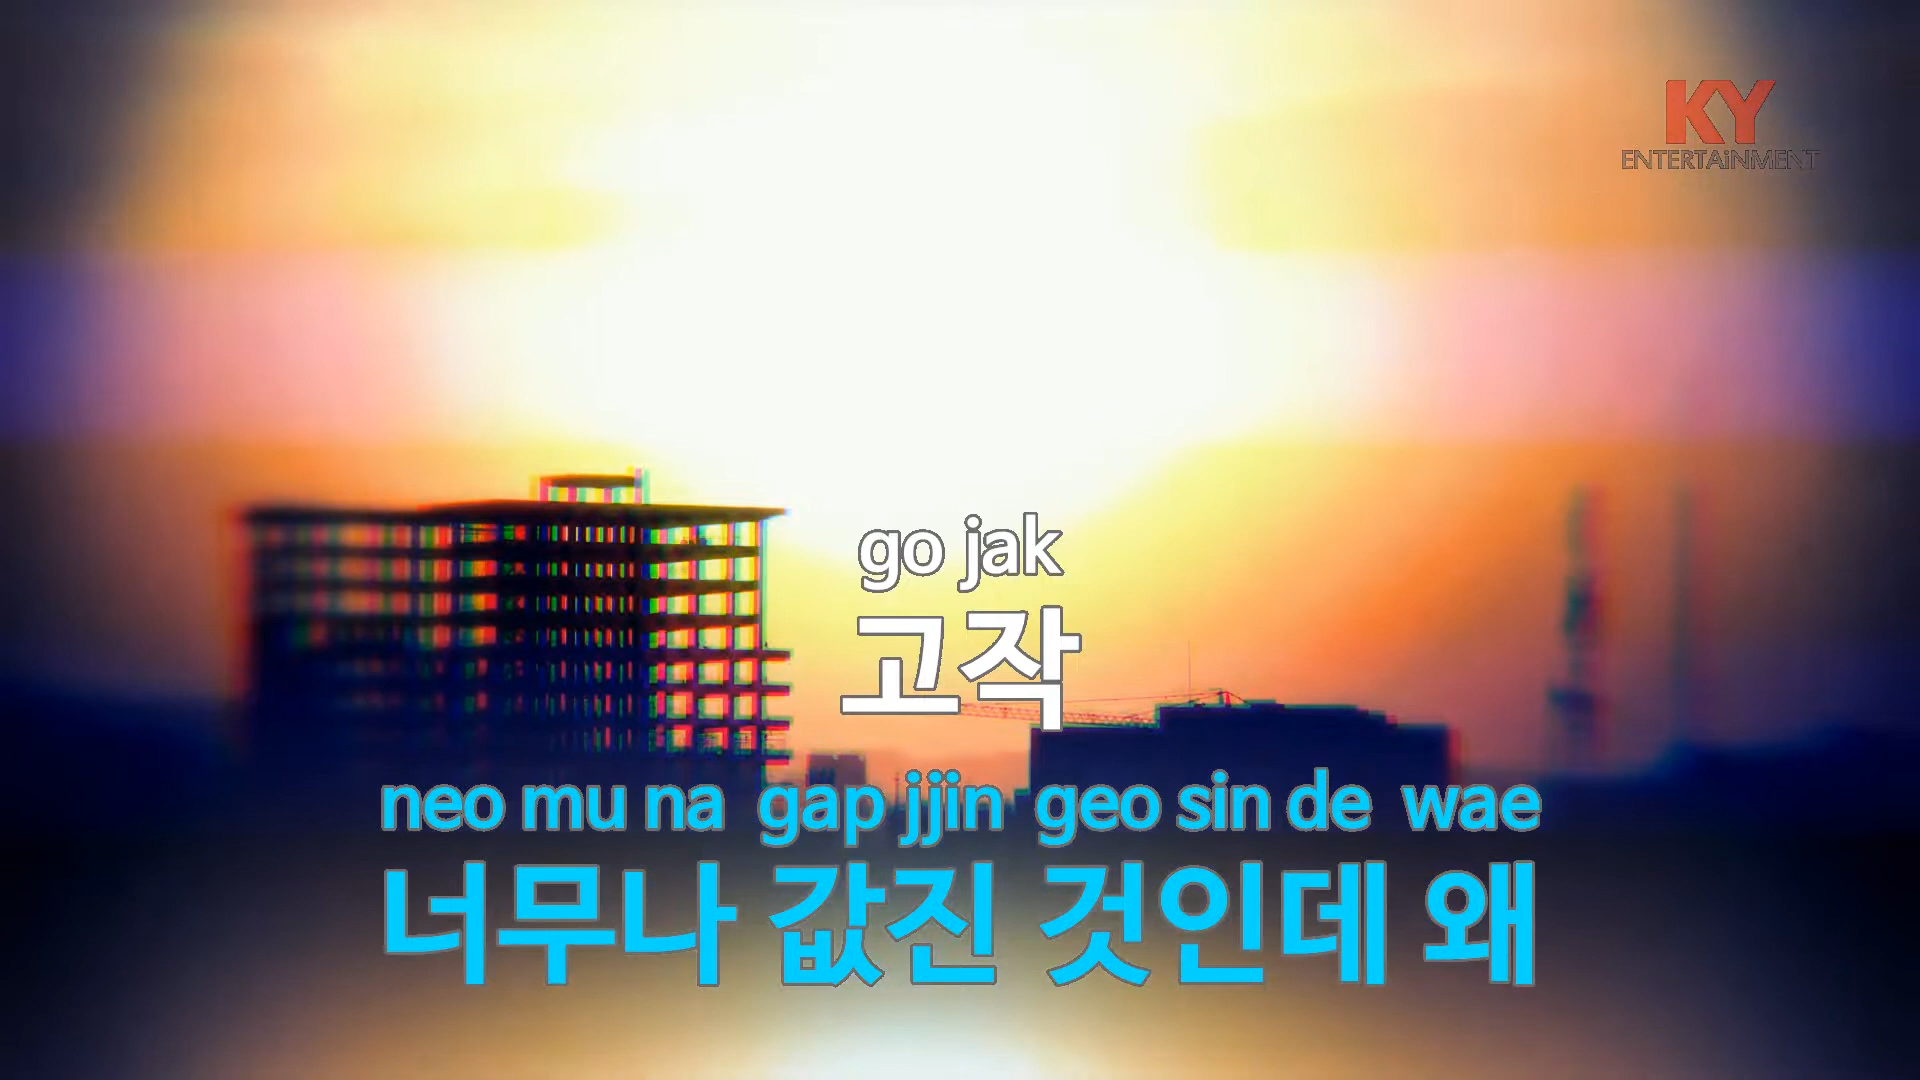 KY
ENTERTAiNMENT
go jak
고작
neo mu na gap jjin geo sin de wae
너무나 값진 것인데 왜